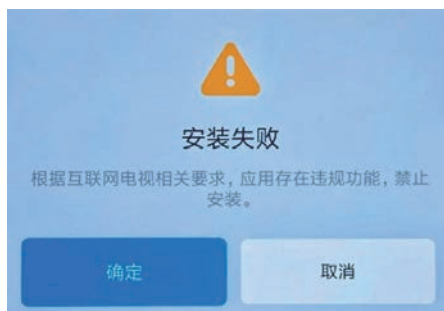 安装失败
根据互联网电视相关要求，应用存在违规功能，禁止
安装。
确定
取消